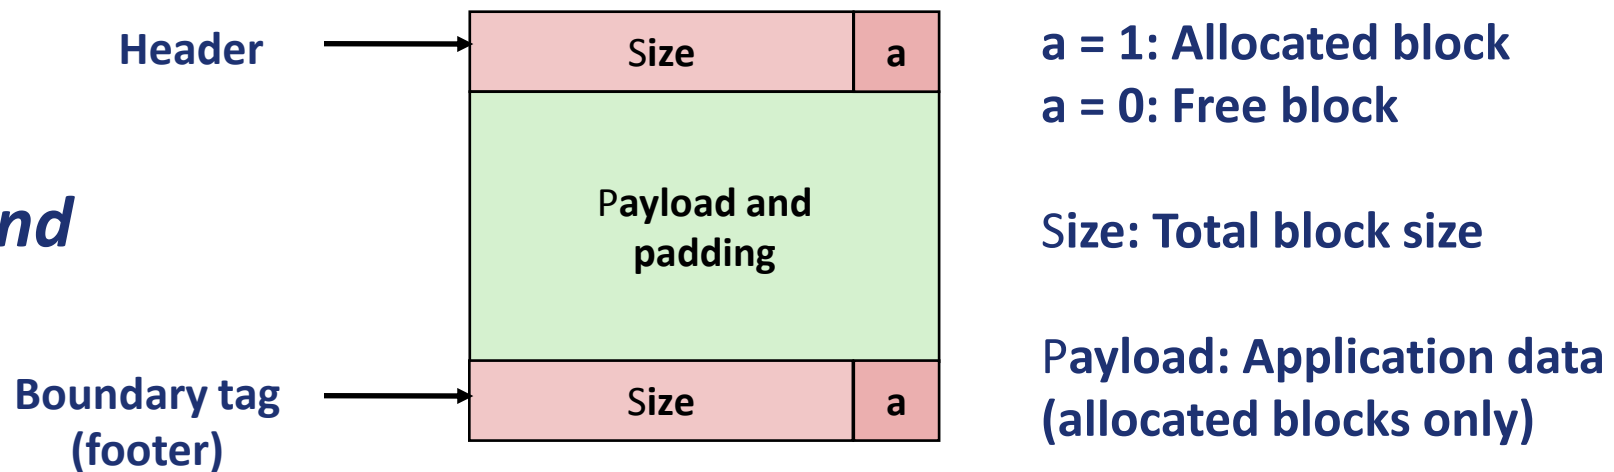 Header
Size
a
a = 1: Allocated block
a = 0: Free block
nd
Payload and
padding
Size: Total block size
Boundary tag
(footer)
Size
a
Payload: Application data
(allocated blocks only)